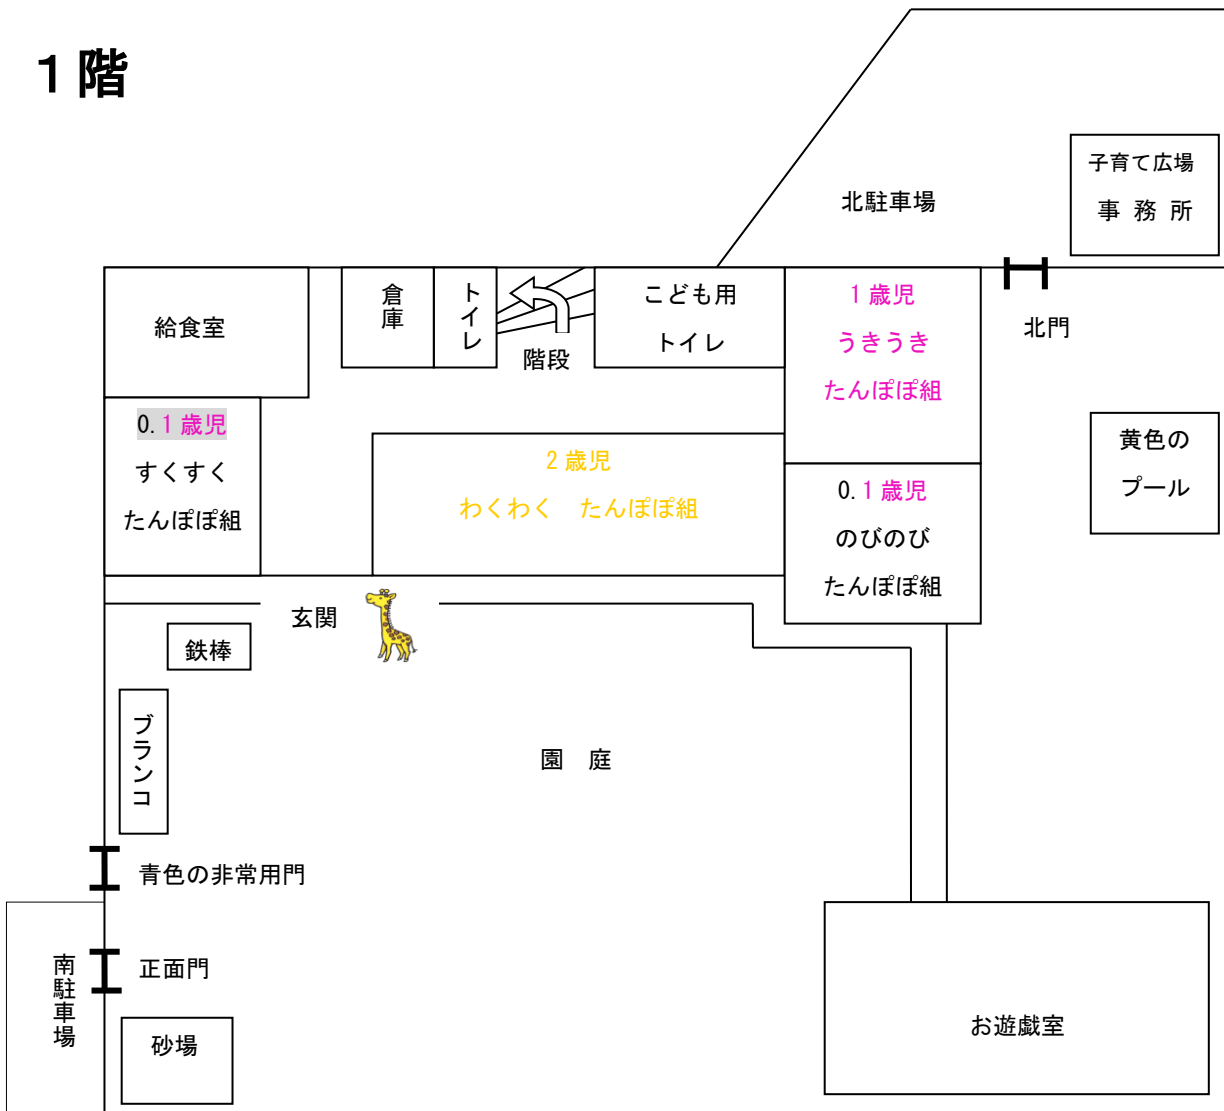 １階
子育て広場
事 務 所
北駐車場
給食室
倉庫
トイレ
階段
こども用
トイレ
1 歳児
うきうき
たんぽぽ組
北門
0.1 歳児
すくすく
たんぽぽ組
2 歳児
わくわく　たんぽぽ組
0.1 歳児
のびのび
たんぽぽ組
黄色の
プール
玄関
鉄棒
ブランコ
園　庭
青色の非常用門
南駐車場
正面門
砂場
お遊戯室